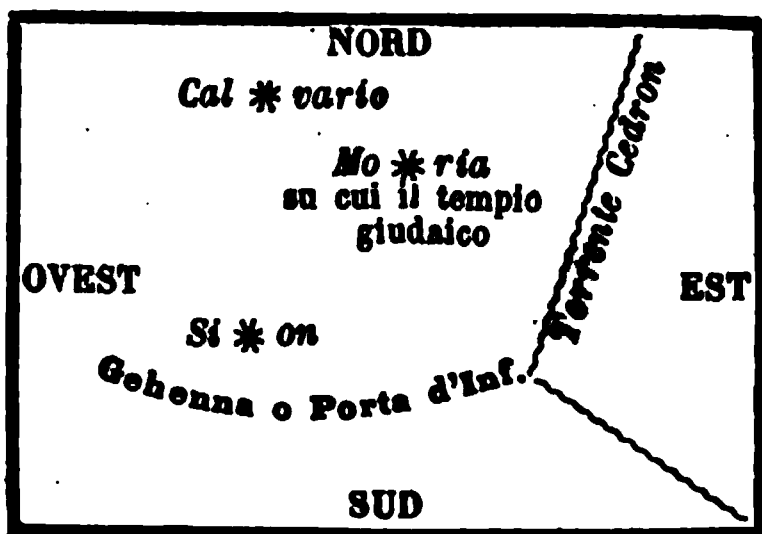 NORD
Cal * vario
Mo * ria
su cui il tempio
giudaico
Torrente Cedron
OVEST
EST
Si * on
Gehenna o Porta d'Inf.
SUD